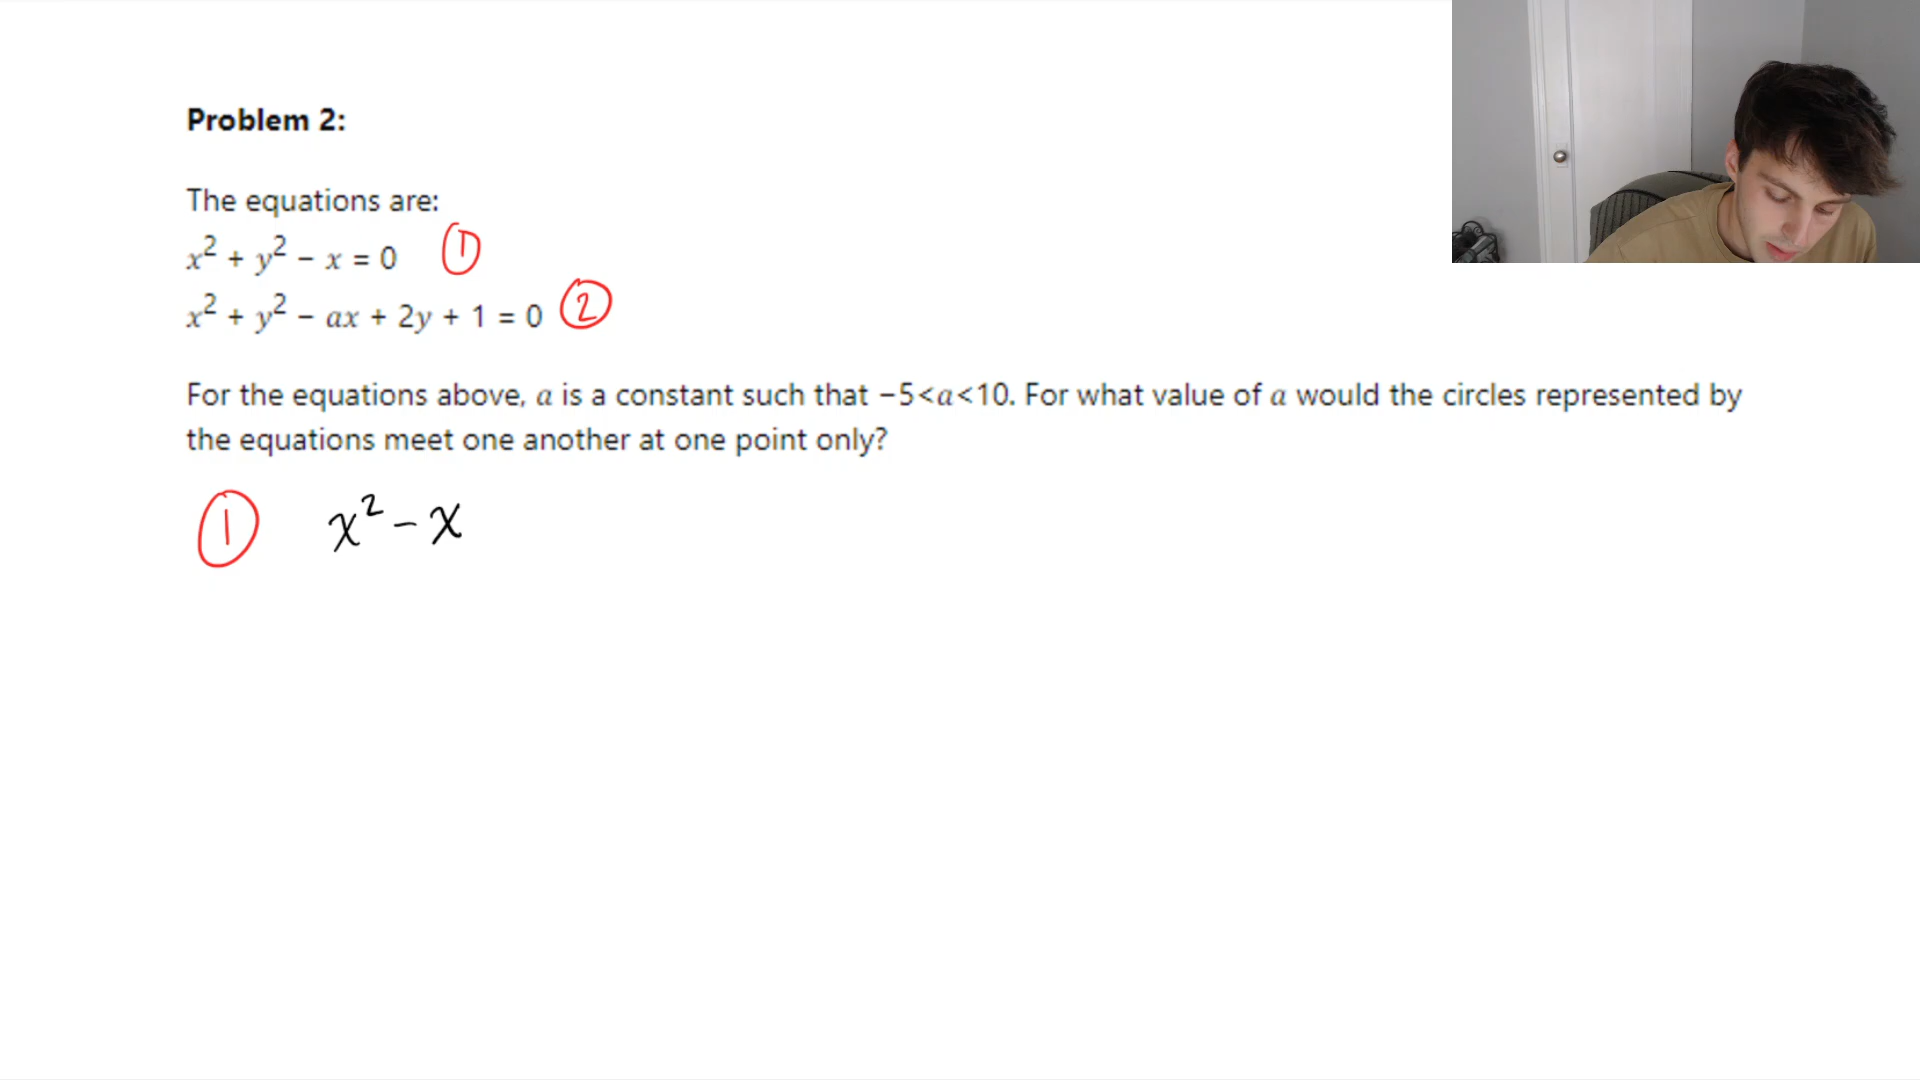 Problem 2:
The equations are:
x² + y² − x = 0 ①
x² + y² − ax + 2y + 1 = 0 ②
For the equations above, a is a constant such that −5<a<10. For what value of a would the circles represented by
the equations meet one another at one point only?
① x² − x